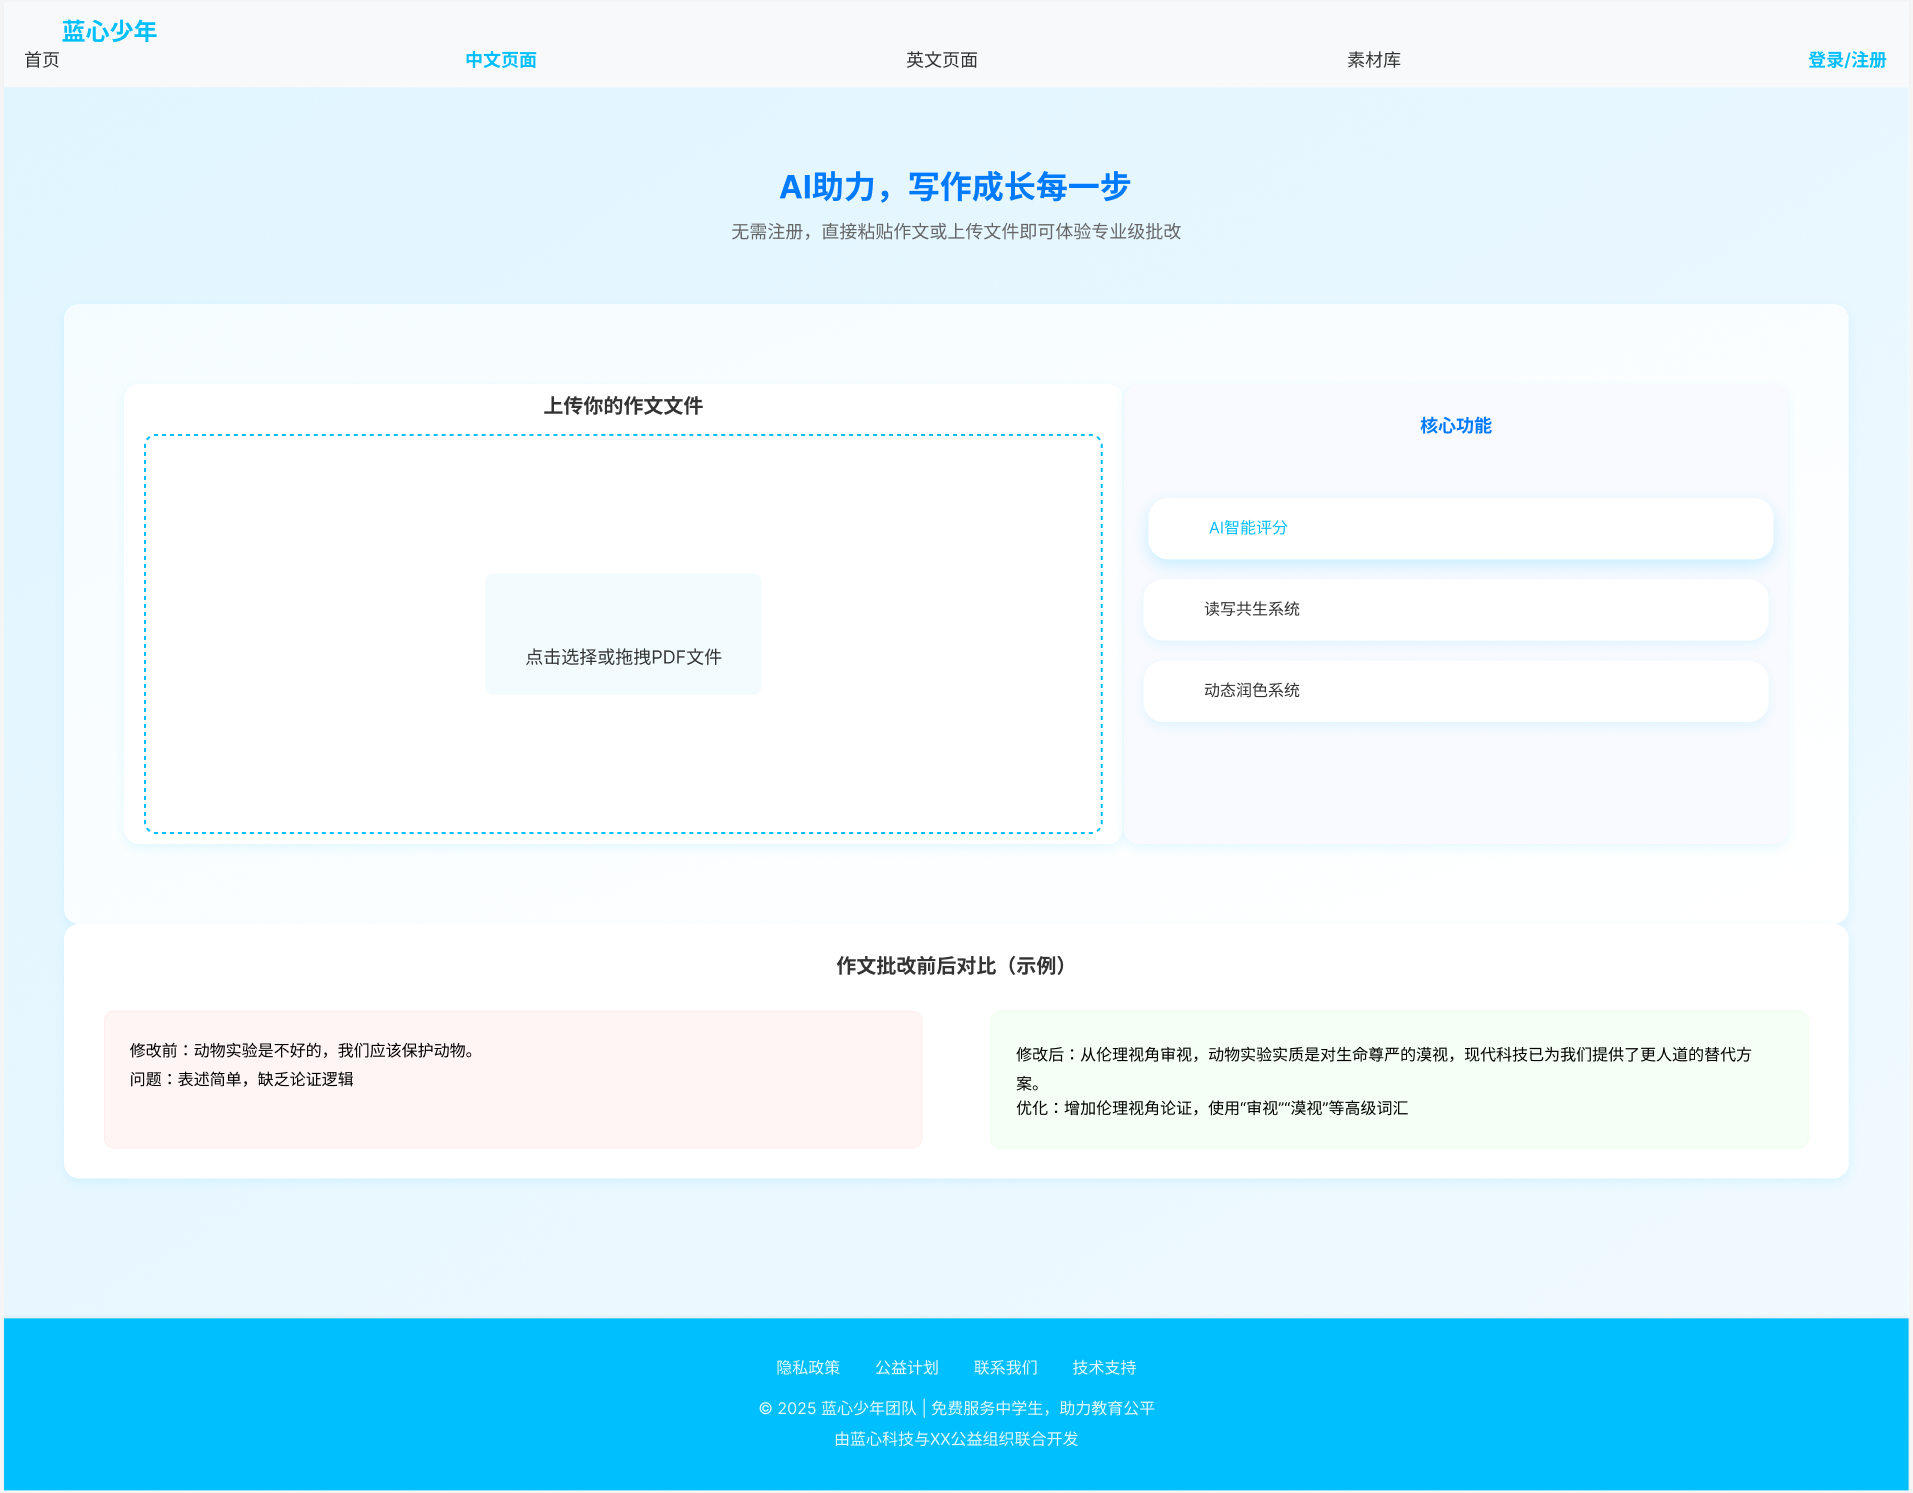 蓝心少年
首页
中文页面
英文页面
素材库
登录/注册
AI助力，写作成长每一步
无需注册，直接粘贴作文或上传文件即可体验专业级批改
上传你的作文文件
点击选择或拖拽PDF文件
核心功能
AI智能评分
读写共生系统
动态润色系统
作文批改前后对比（示例）
修改前：动物实验是不好的，我们应该保护动物。
问题：表述简单，缺乏论证逻辑
修改后：从伦理视角审视，动物实验实质是对生命尊严的漠视，现代科技已为我们提供了更人道的替代方
案。
优化：增加伦理视角论证，使用“审视”“漠视”等高级词汇
隐私政策
公益计划
联系我们
技术支持
© 2025 蓝心少年团队 | 免费服务中学生，助力教育公平
由蓝心科技与XX公益组织联合开发